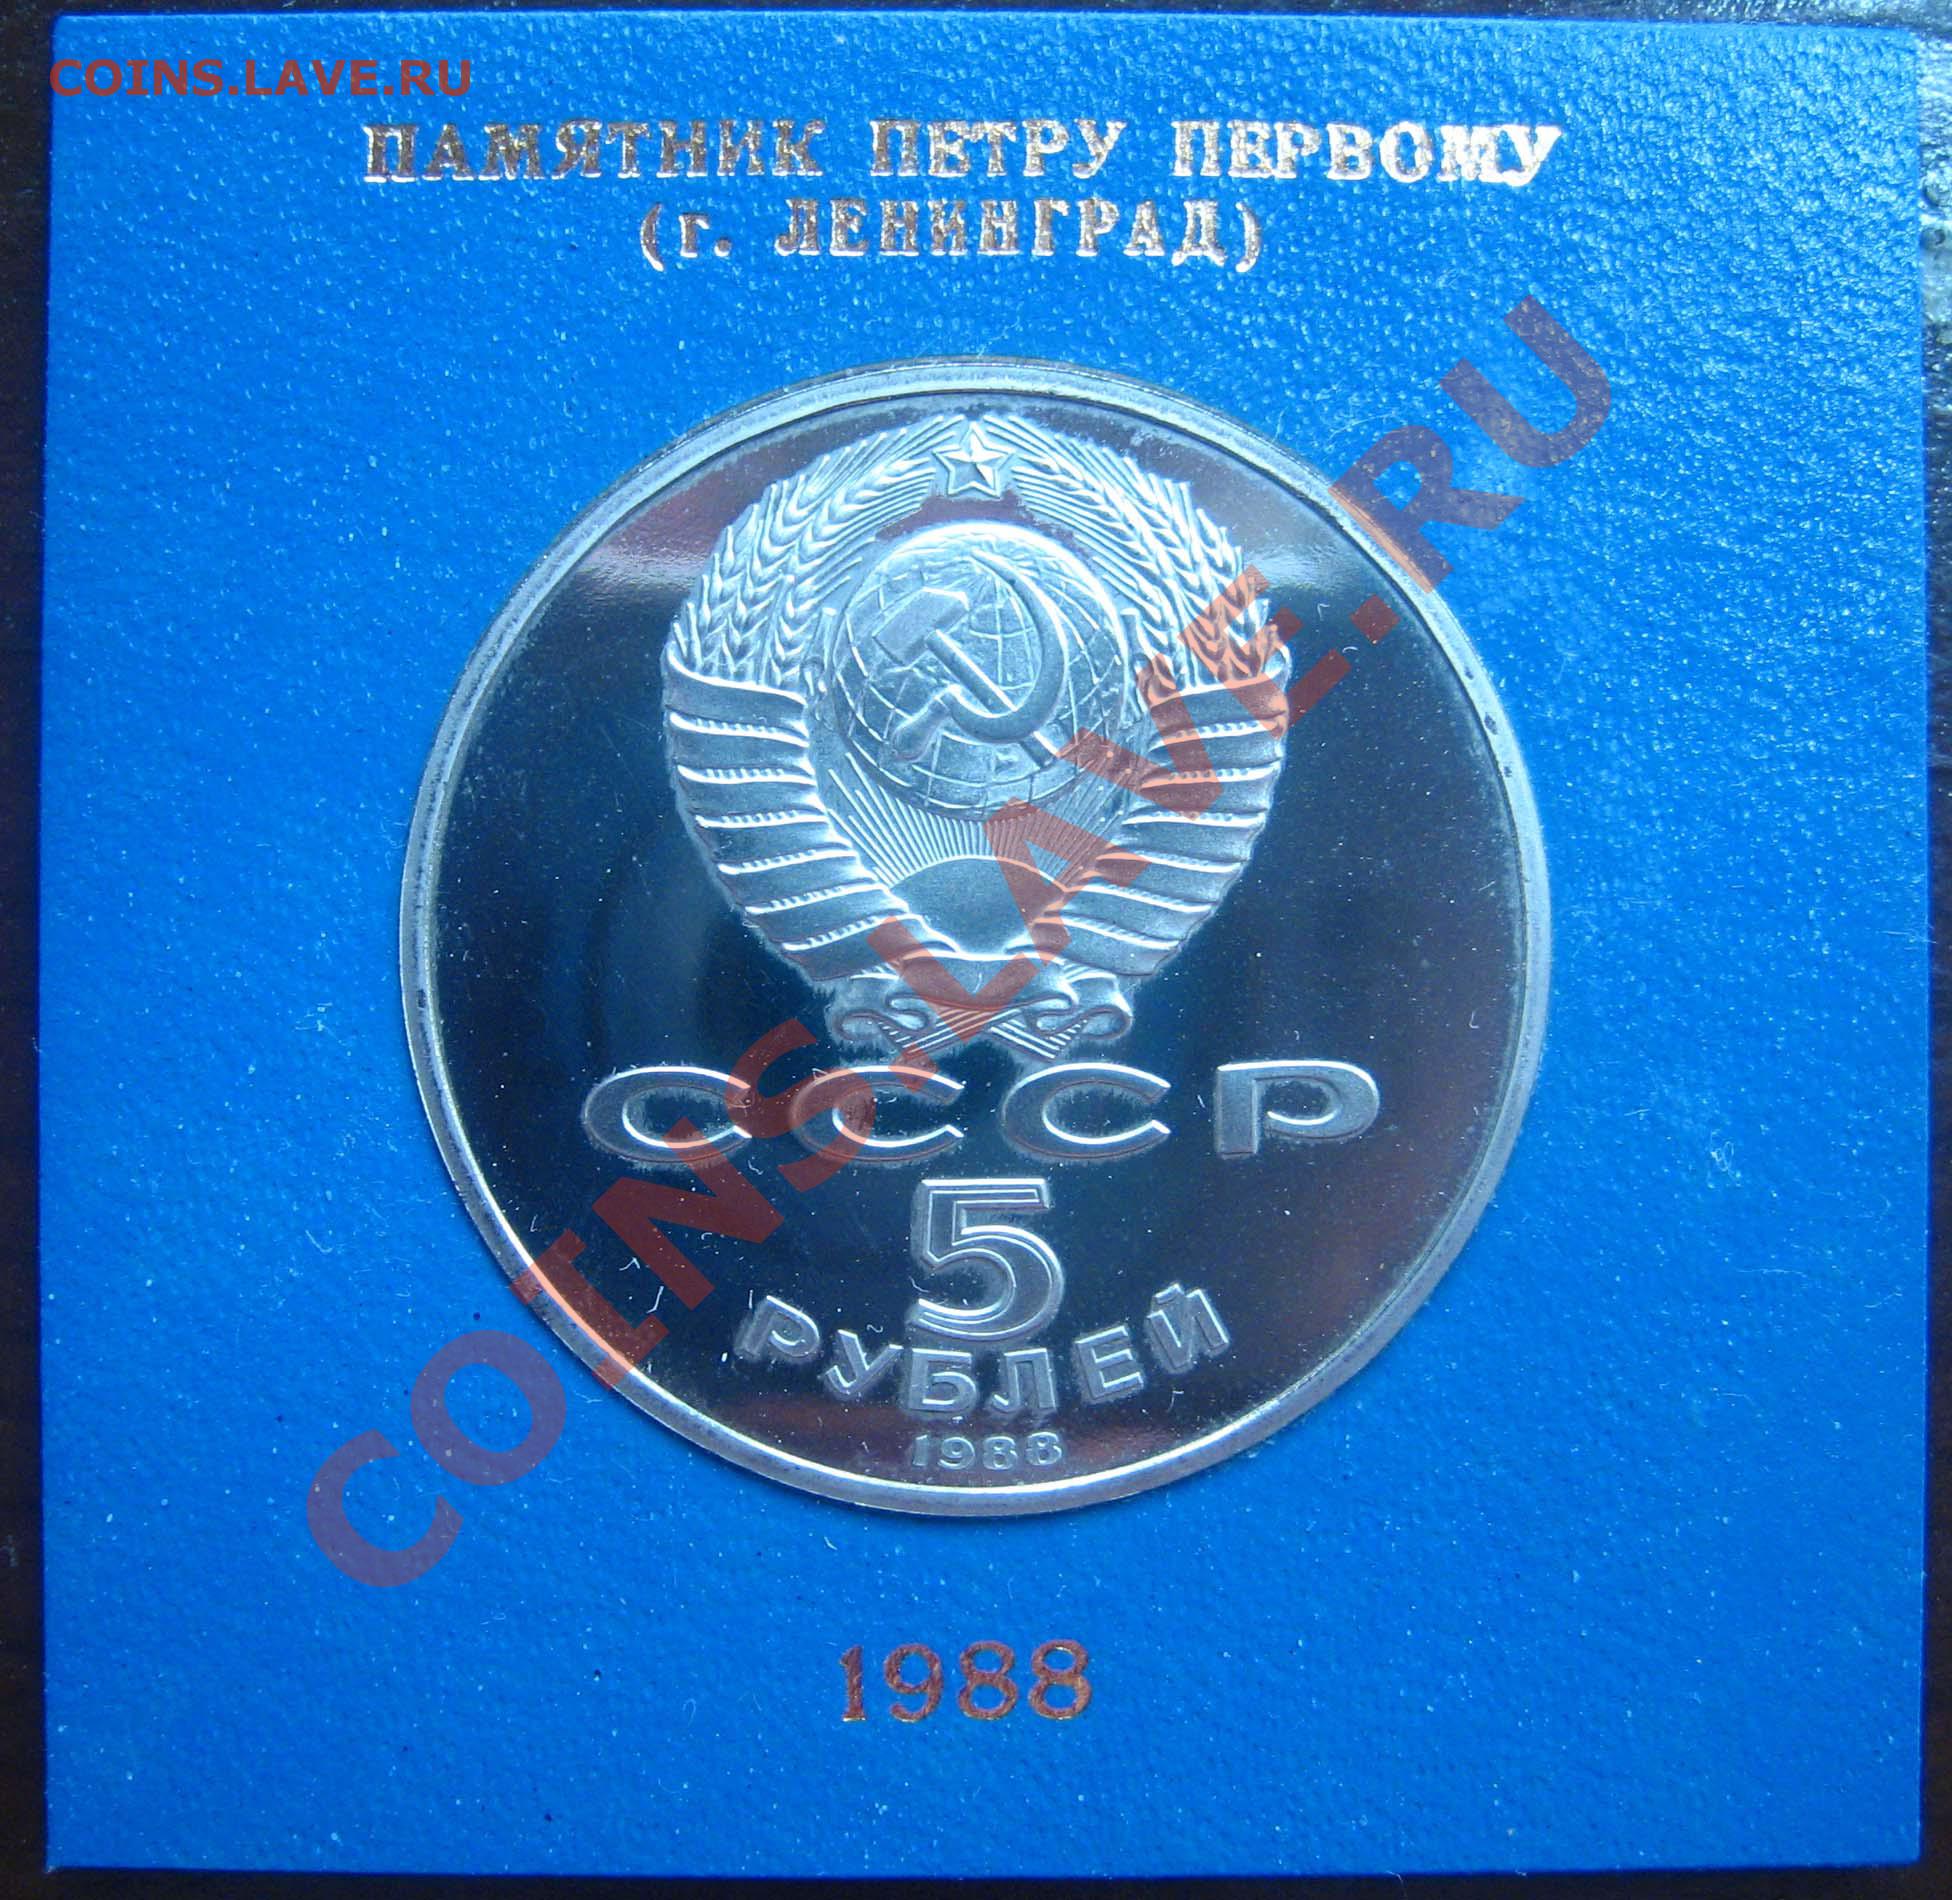 COINS.LAVE.RU
ПАМЯТНИК ПЕТРУ ПЕРВОМУ
(г. ЛЕНИНГРАД)
COINS.LAVE.RU
СССР
5
РУБЛЕЙ
1988
1988